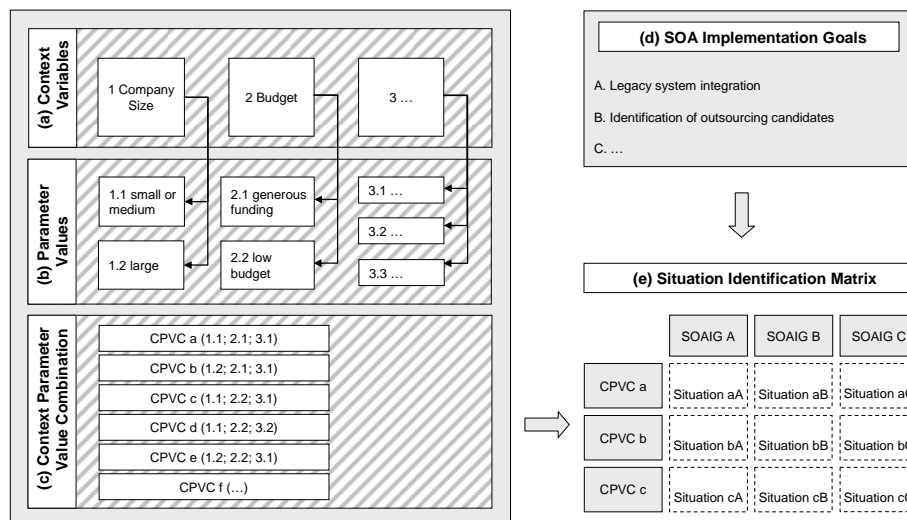 (a) Context
Variables
1 Company
Size
2 Budget
3 …
(b) Parameter
Values
1.1 small or
medium
1.2 large
2.1 generous
funding
2.2 low
budget
3.1 …
3.2 …
3.3 …
(c) Context Parameter
Value Combination
CPVC a (1.1; 2.1; 3.1)
CPVC b (1.2; 2.1; 3.1)
CPVC c (1.1; 2.2; 3.1)
CPVC d (1.1; 2.2; 3.2)
CPVC e (1.2; 2.2; 3.1)
CPVC f (…)
(d) SOA Implementation Goals
A. Legacy system integration
B. Identification of outsourcing candidates
C. …
(e) Situation Identification Matrix
SOAIG A SOAIG B SOAIG C
CPVC a
Situation aA Situation aB Situation
CPVC b
Situation bA Situation bB Situation
CPVC c
Situation cA Situation cB Situation